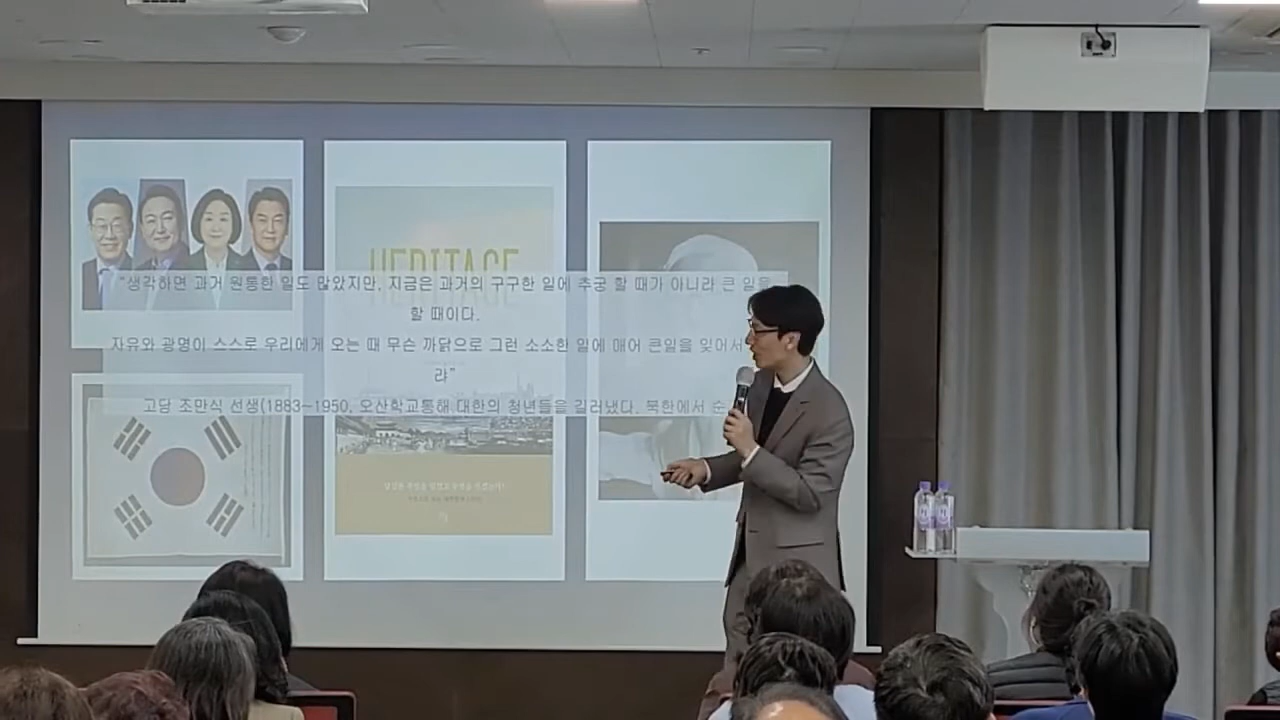 HERITAGE
“생각하면 과거 원통한 일도 많았지만, 지금은 과거의 구구한 일에 추궁 할 때가 아니라 큰 일을
할 때이다.
자유와 광명이 스스로 우리에게 오는 때 무슨 까닭으로 그런 소소한 일에 매어 큰일을 잊어서
랴”
고당 조만식 선생(1883~1950, 오산학교통해 대한의 청년들을 길러냈다. 북한에서 순